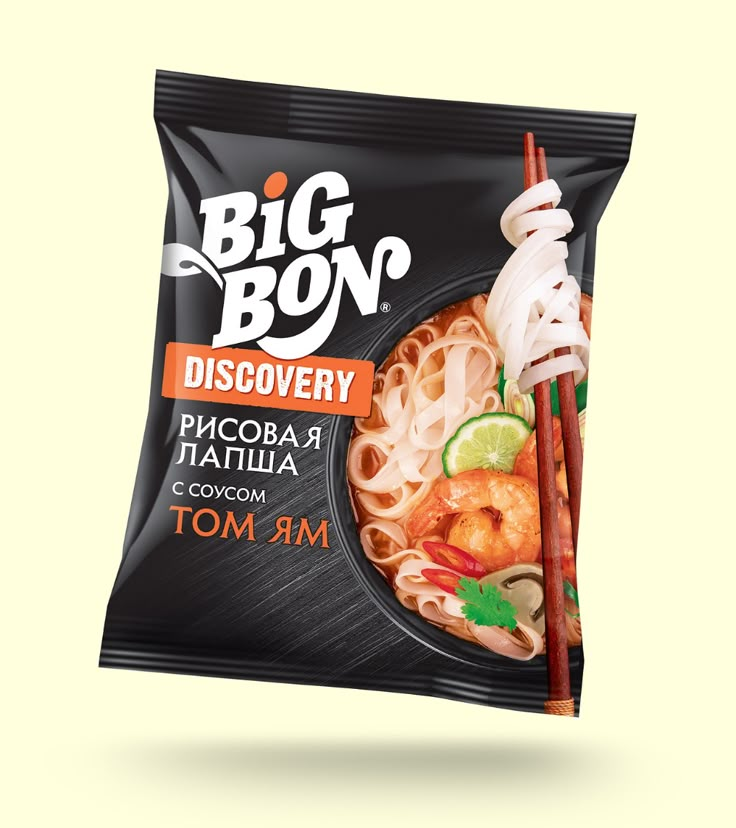 BiG
BON®
DISCOVERY
РИСОВАЯ
ЛАПША
С СОУСОМ
ТОМ ЯМ